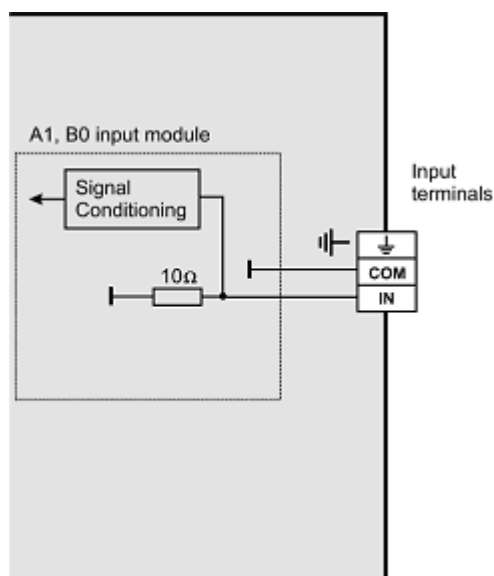 A1, B0 input module
Signal
Conditioning
Input
terminals
10Ω
COM
IN